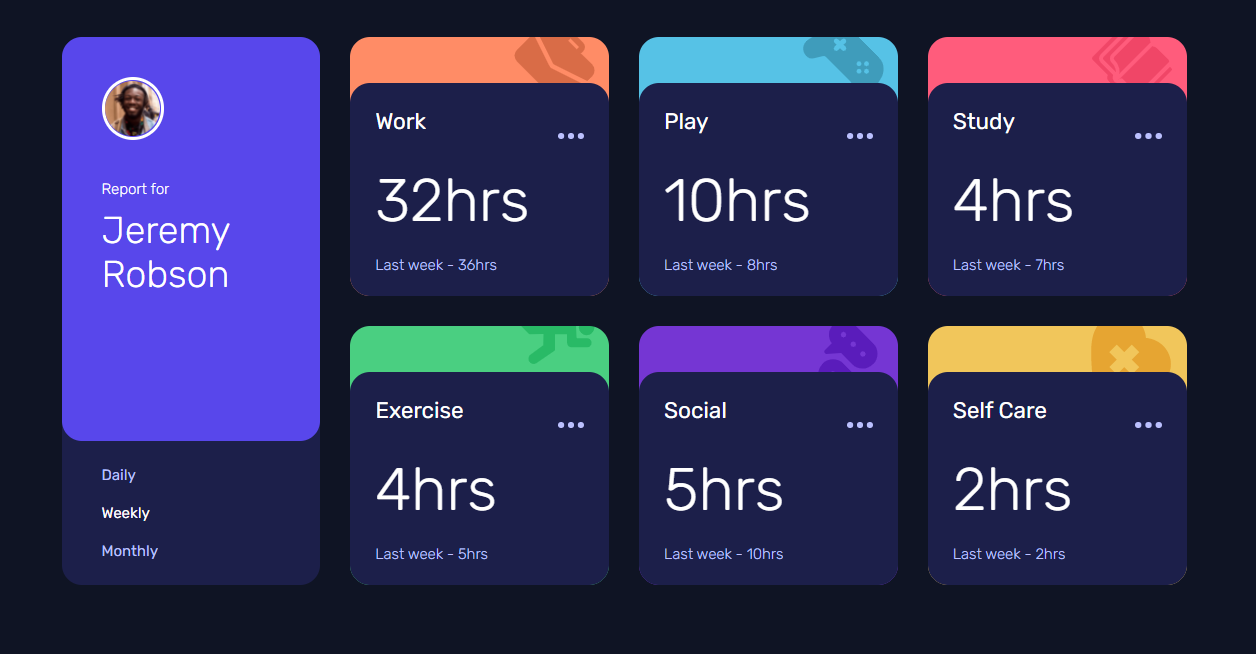 Report for
Jeremy
Robson
Daily
Weekly
Monthly
Work
32hrs
Last week - 36hrs
Play
10hrs
Last week - 8hrs
Study
4hrs
Last week - 7hrs
Exercise
4hrs
Last week - 5hrs
Social
5hrs
Last week - 10hrs
Self Care
2hrs
Last week - 2hrs